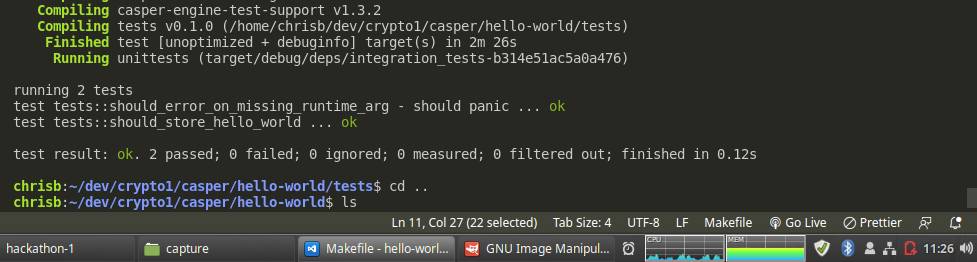 Compiling casper-engine-test-support v1.3.2
Compiling tests v0.1.0 (/home/chrisb/dev/crypto1/casper/hello-world/tests)
Finished test [unoptimized + debuginfo] target(s) in 2m 26s
Running unittests (target/debug/deps/integration_tests-b314e51ac5a0a476)
running 2 tests
test tests::should_error_on_missing_runtime_arg - should panic ... ok
test tests::should_store_hello_world ... ok
test result: ok. 2 passed; 0 failed; 0 ignored; 0 measured; 0 filtered out; finished in 0.12s
chrisb:~/dev/crypto1/casper/hello-world/tests$ cd ..
chrisb:~/dev/crypto1/casper/hello-world$ ls
Ln 11, Col 27 (22 selected) Tab Size: 4 UTF-8 LF Makefile Go Live Prettier
hackathon-1 capture Makefile - hello-worl... GNU Image Manipul... CPU MEM 11:26